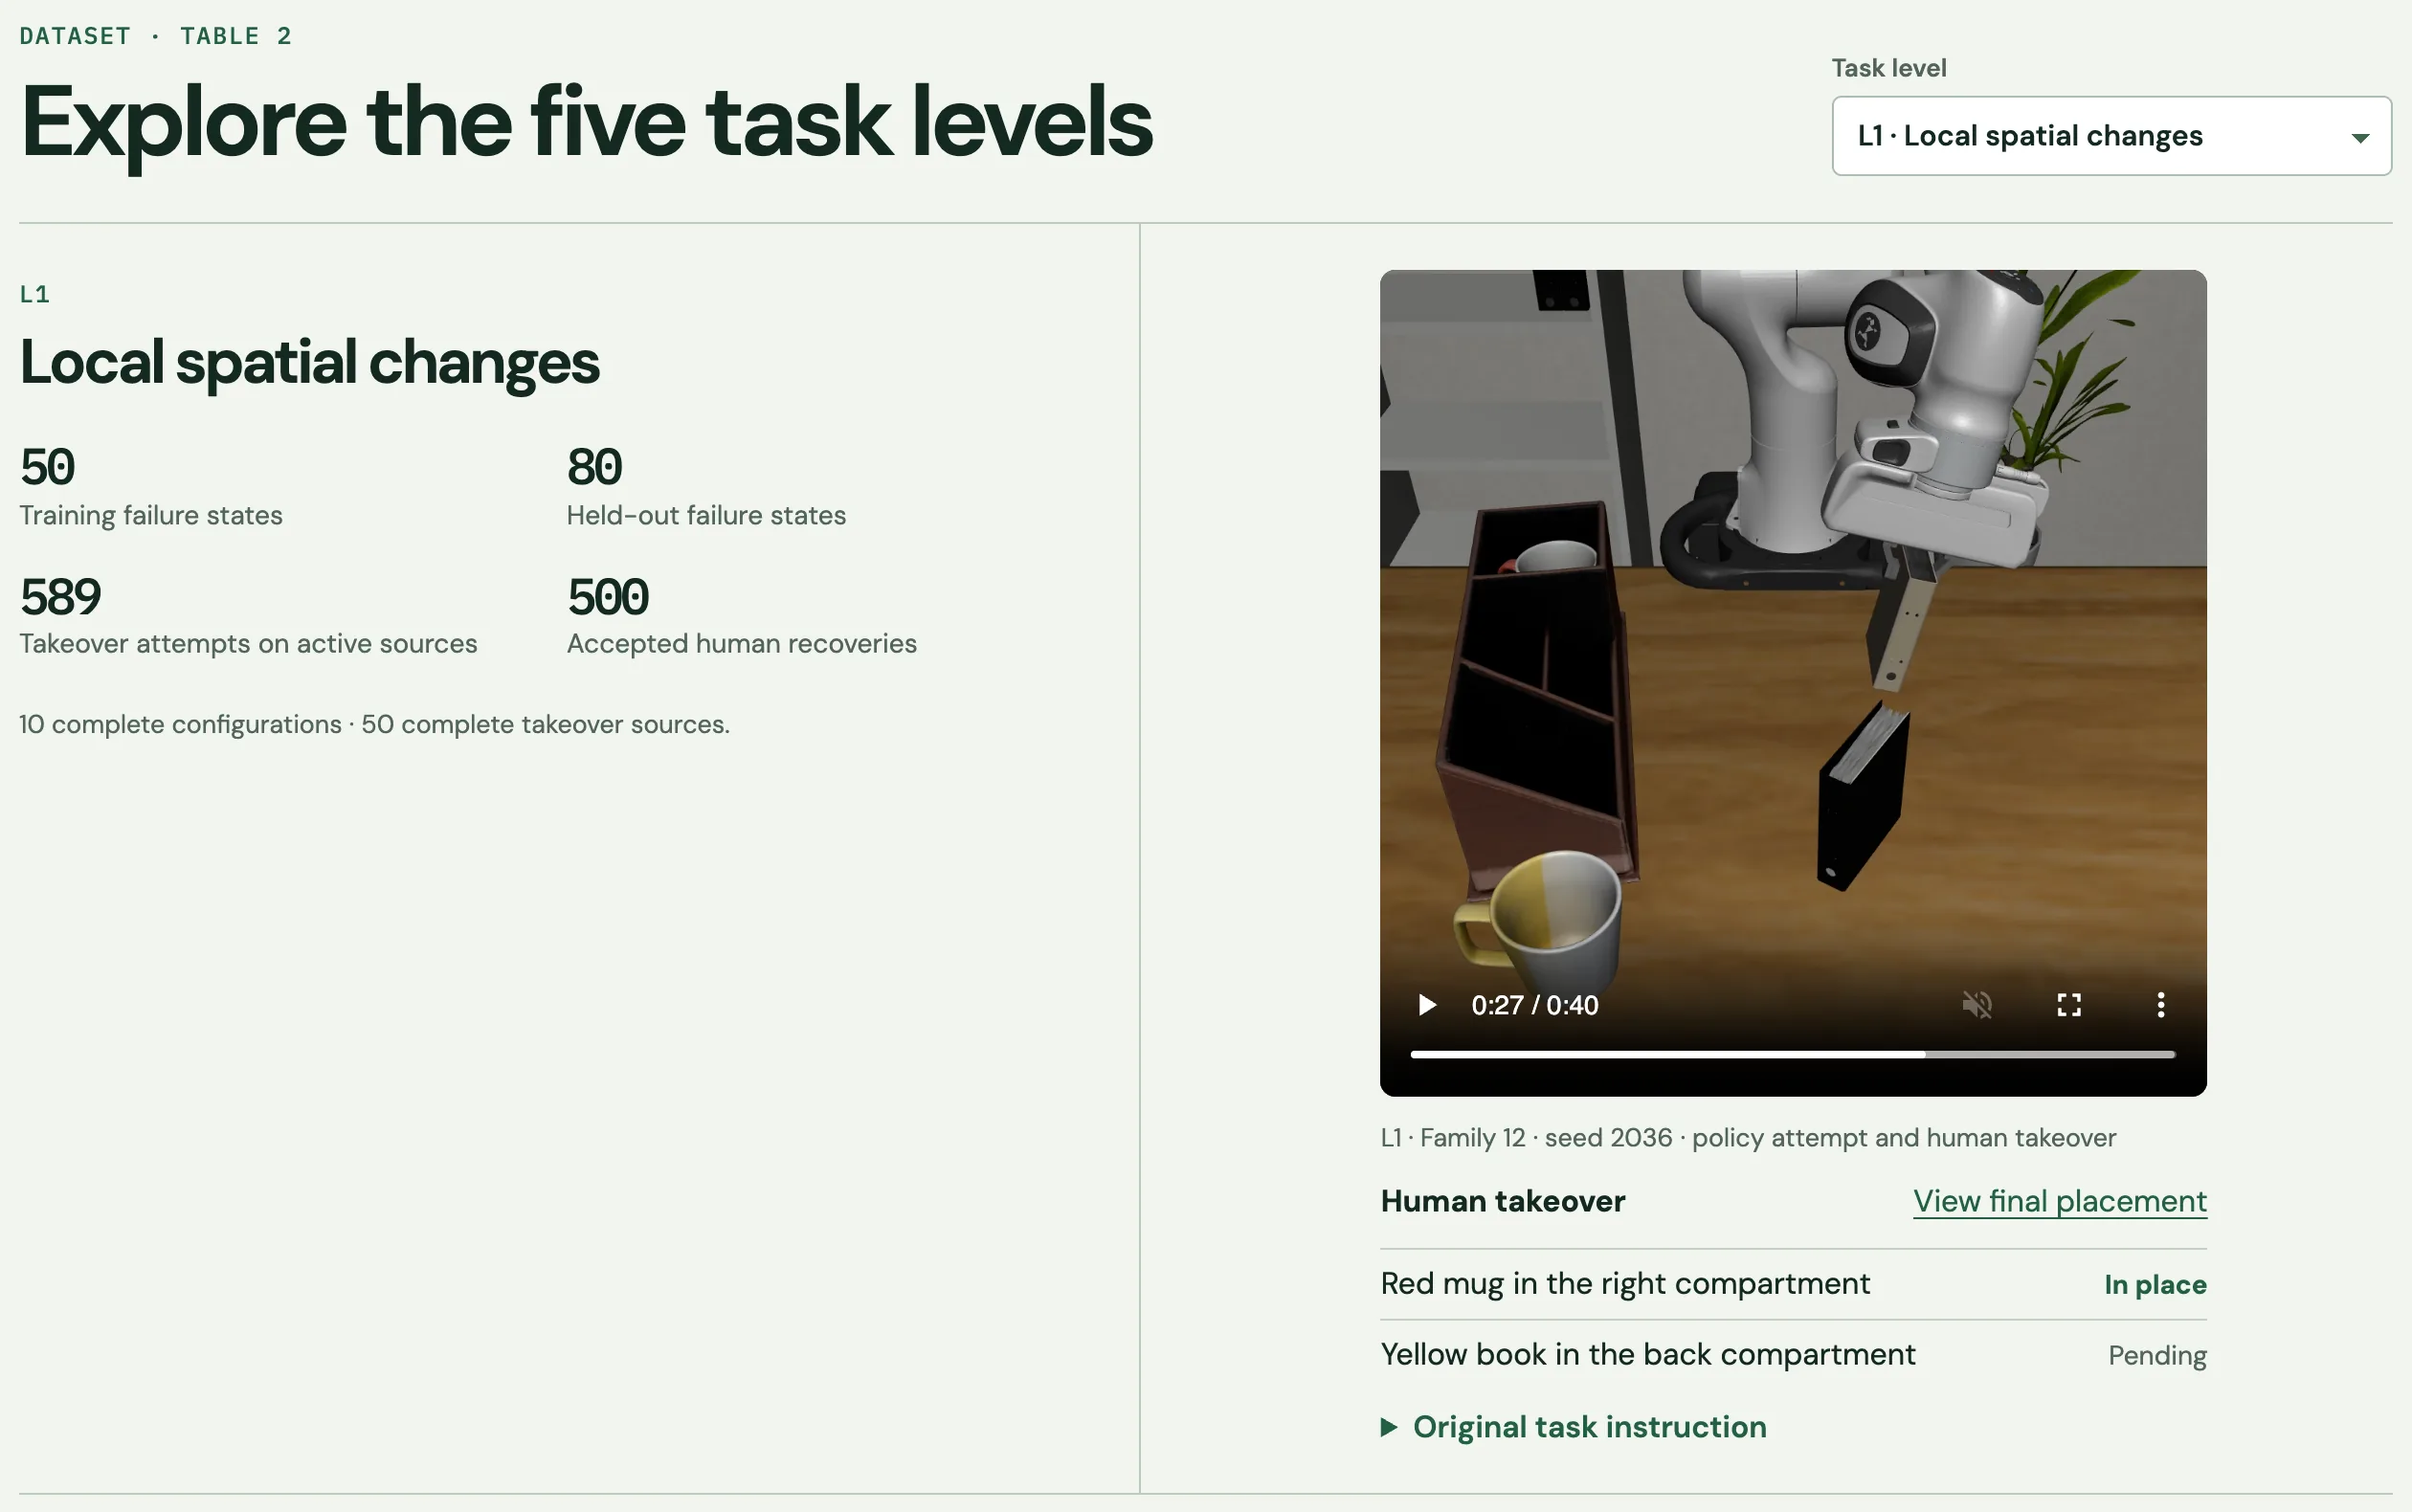 DATASET · TABLE 2
Explore the five task levels
Task level
L1 · Local spatial changes
L1
Local spatial changes
50
Training failure states
80
Held-out failure states
589
Takeover attempts on active sources
500
Accepted human recoveries
10 complete configurations · 50 complete takeover sources.
0:27 / 0:40
L1 · Family 12 · seed 2036 · policy attempt and human takeover
Human takeover
View final placement
Red mug in the right compartment
In place
Yellow book in the back compartment
Pending
Original task instruction